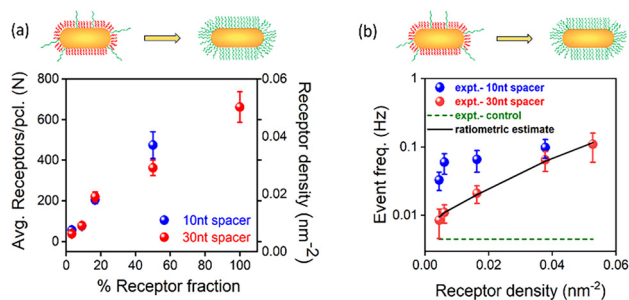 (a)
Avg. Receptors/pcl. (N)
800
600
400
200
0
0.06
0.04
0.02
0.00
Receptor density (nm⁻²)
10nt spacer
30nt spacer
0 20 40 60 80 100
% Receptor fraction
(b)
Event freq. (Hz)
1
0.1
0.01
expt.- 10nt spacer
expt.- 30nt spacer
expt.- control
ratiometric estimate
0.00 0.02 0.04 0.06
Receptor density (nm⁻²)